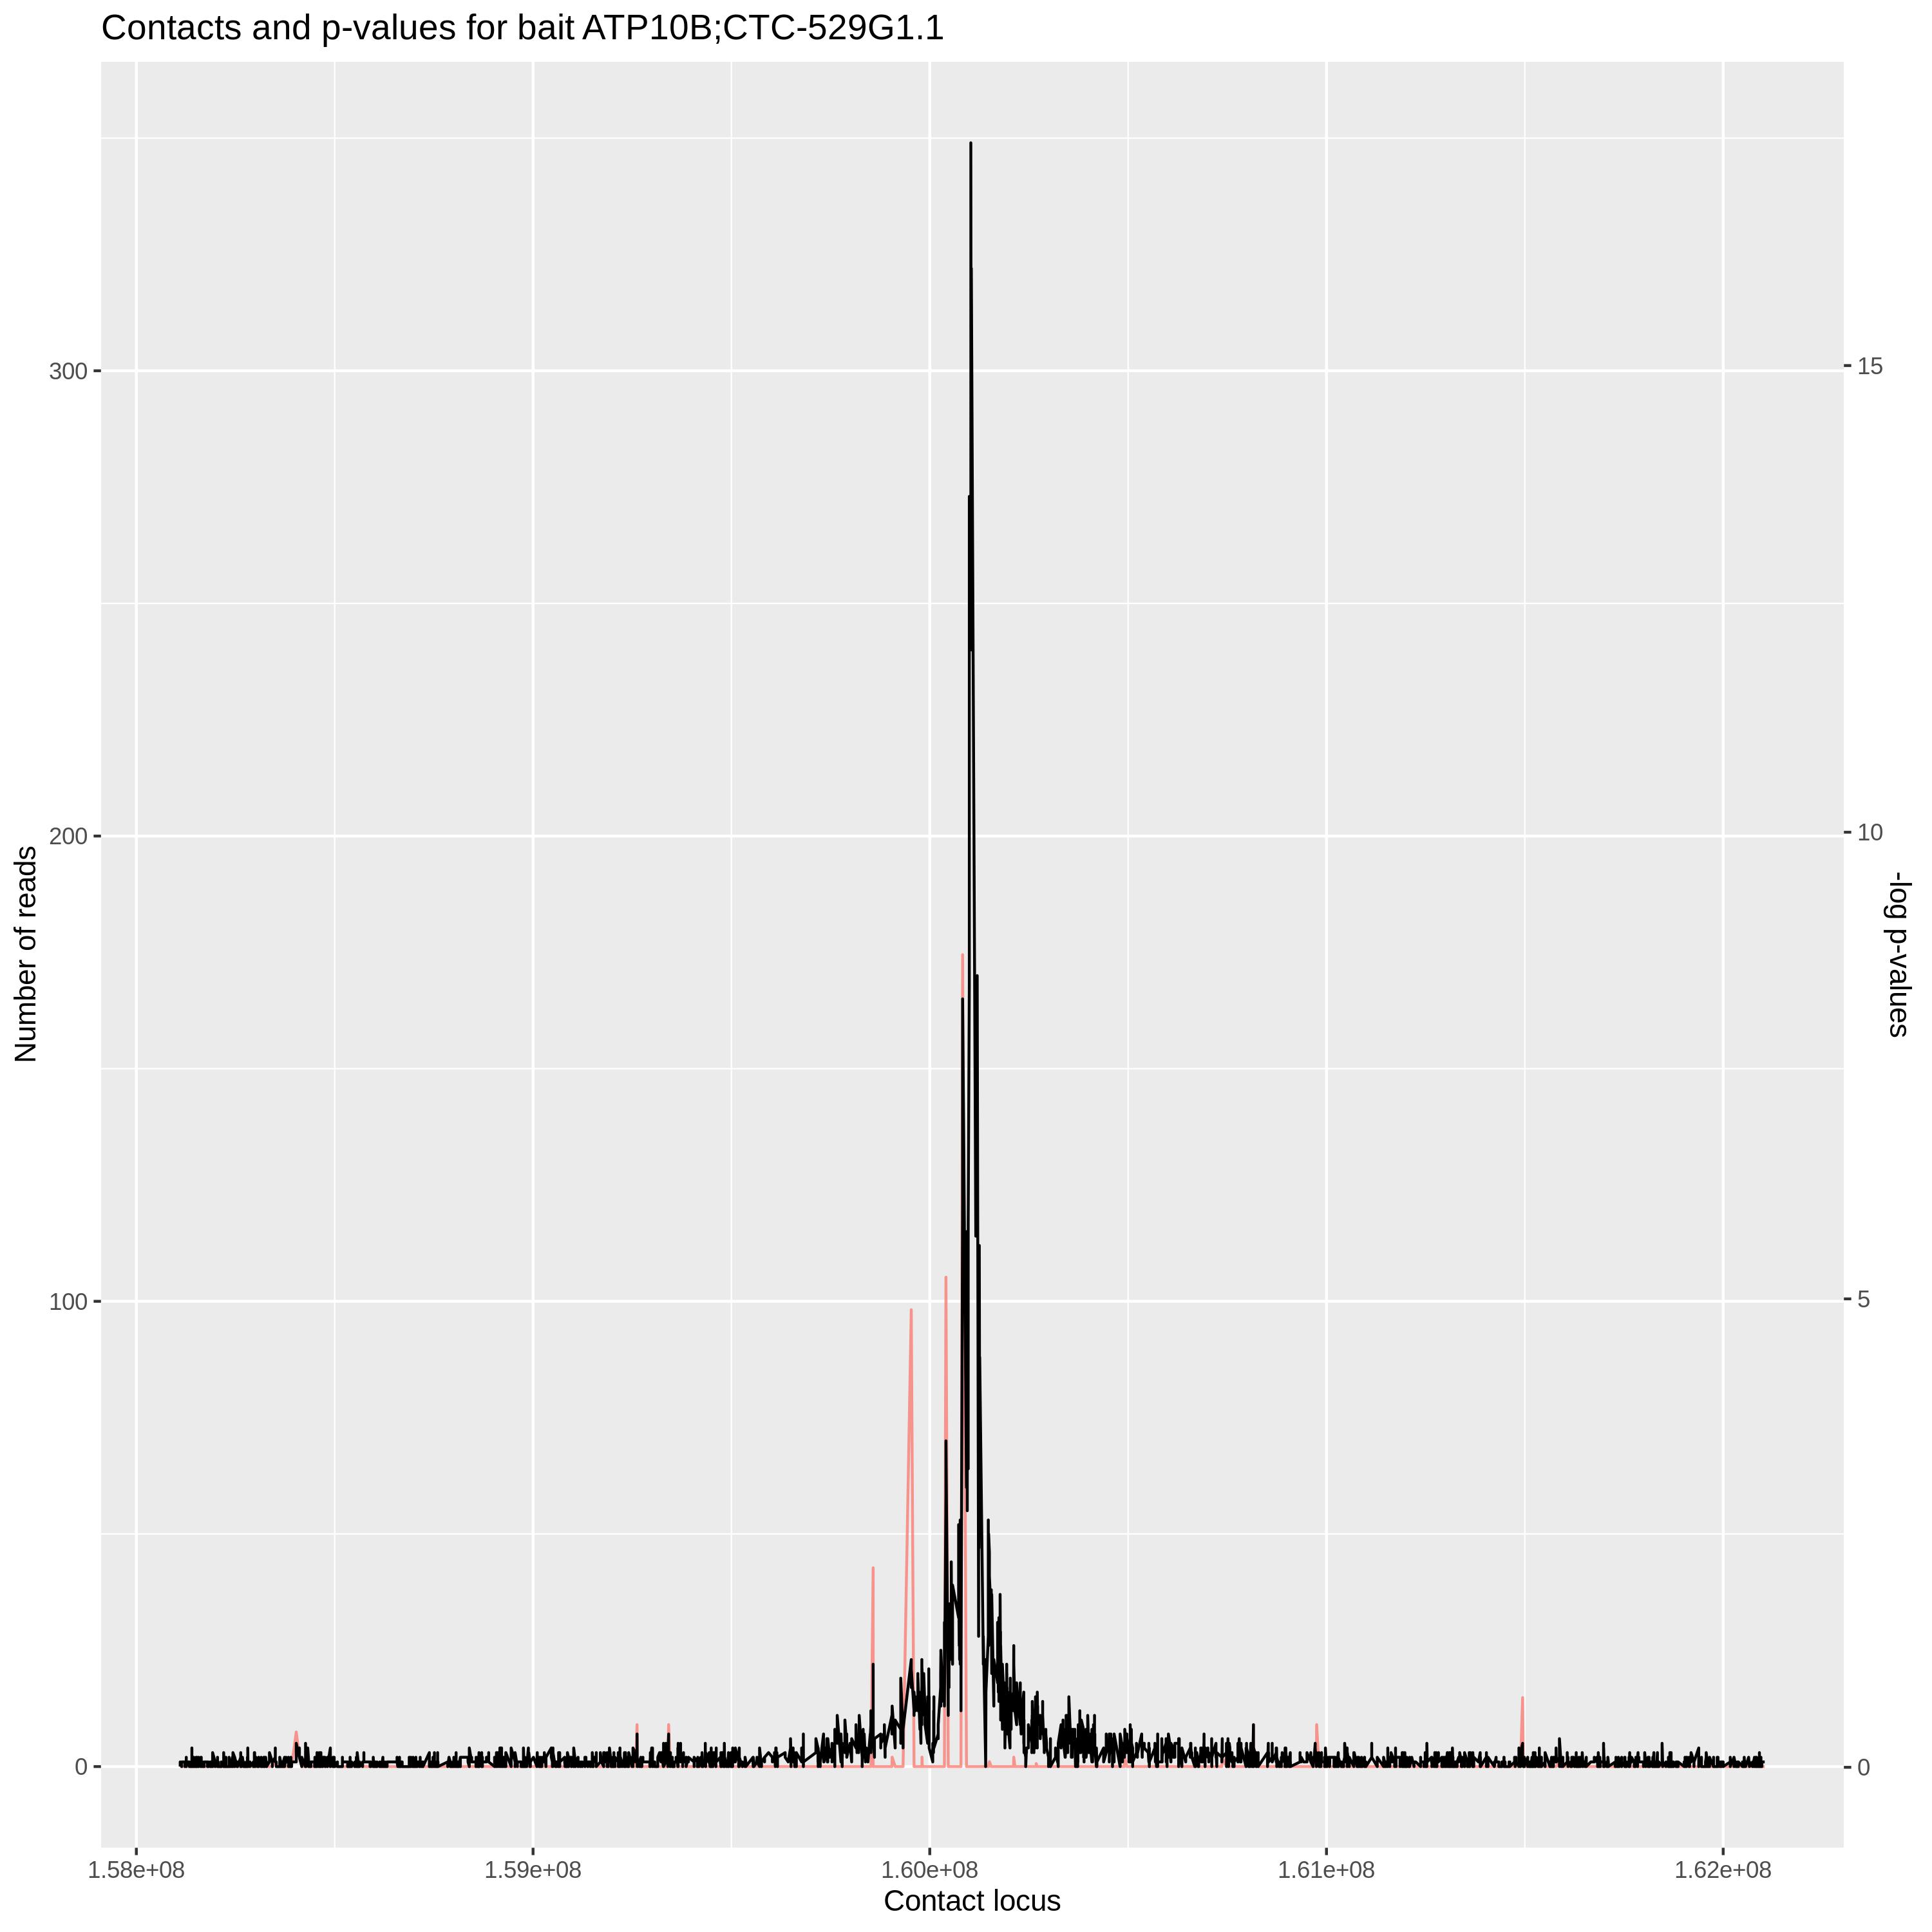 Contacts and p-values for bait ATP10B;CTC-529G1.1
300
200
100
0
15
10
5
0
Number of reads
-log p-values
1.58e+08
1.59e+08
1.60e+08
1.61e+08
1.62e+08
Contact locus